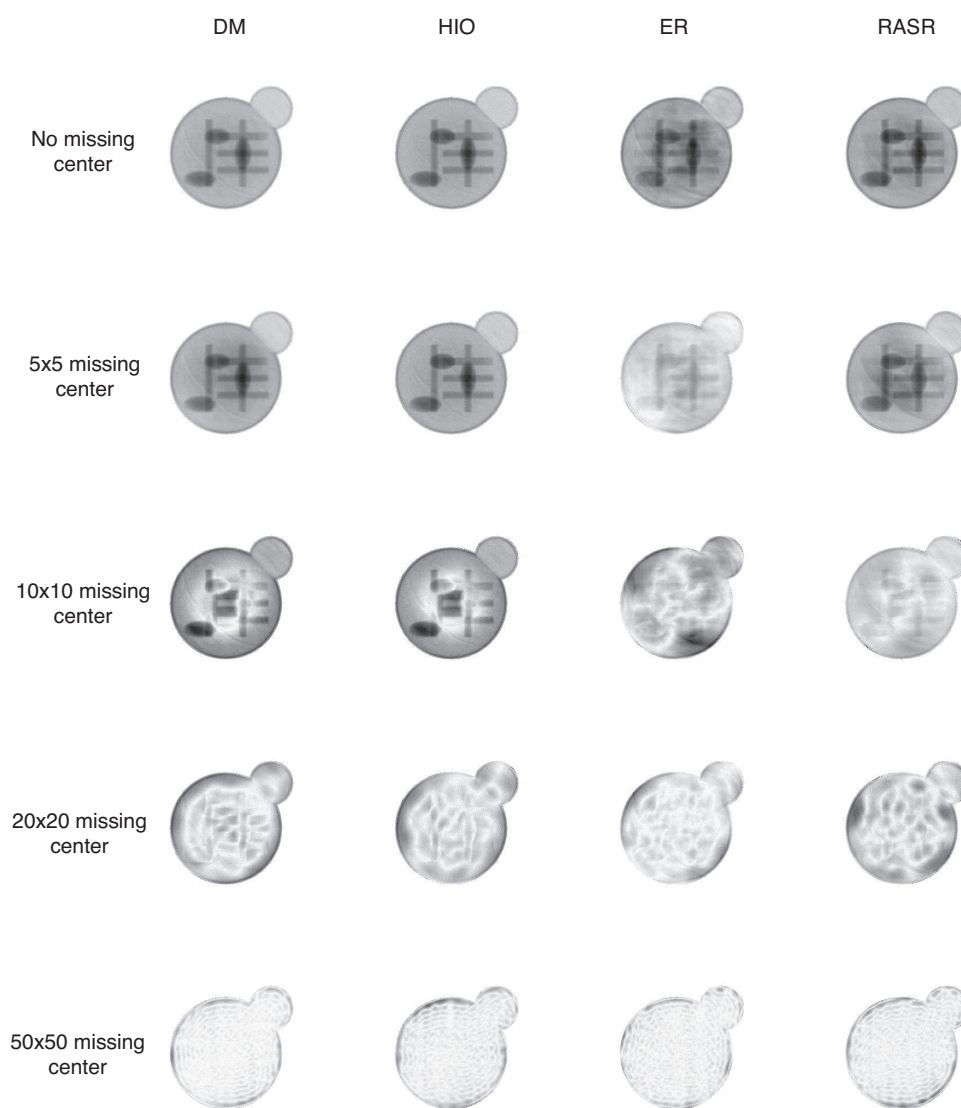 DM HIO ER RASR
No missing
center
5x5 missing
center
10x10 missing
center
20x20 missing
center
50x50 missing
center